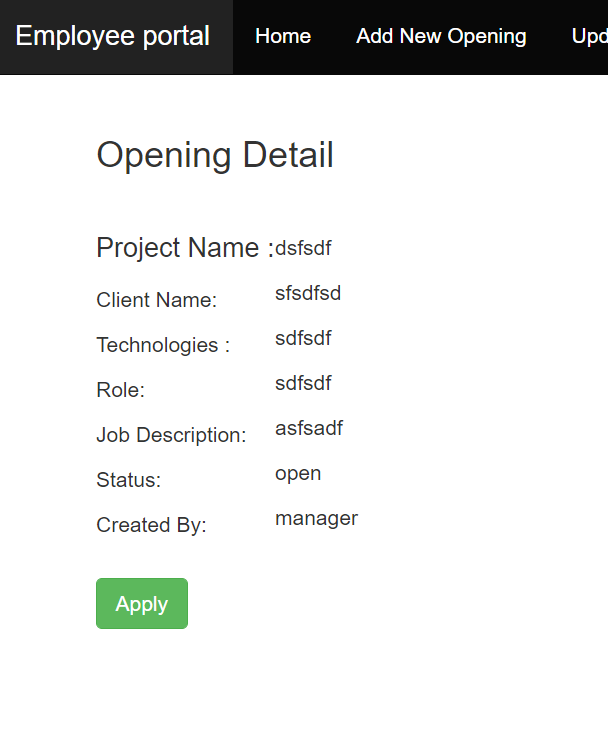 Employee portal Home Add New Opening Upd
Opening Detail
Project Name :dsfsdf
Client Name: sfsdfsd
Technologies : sdfsdf
Role: sdfsdf
Job Description: asfsadf
Status: open
Created By: manager
Apply